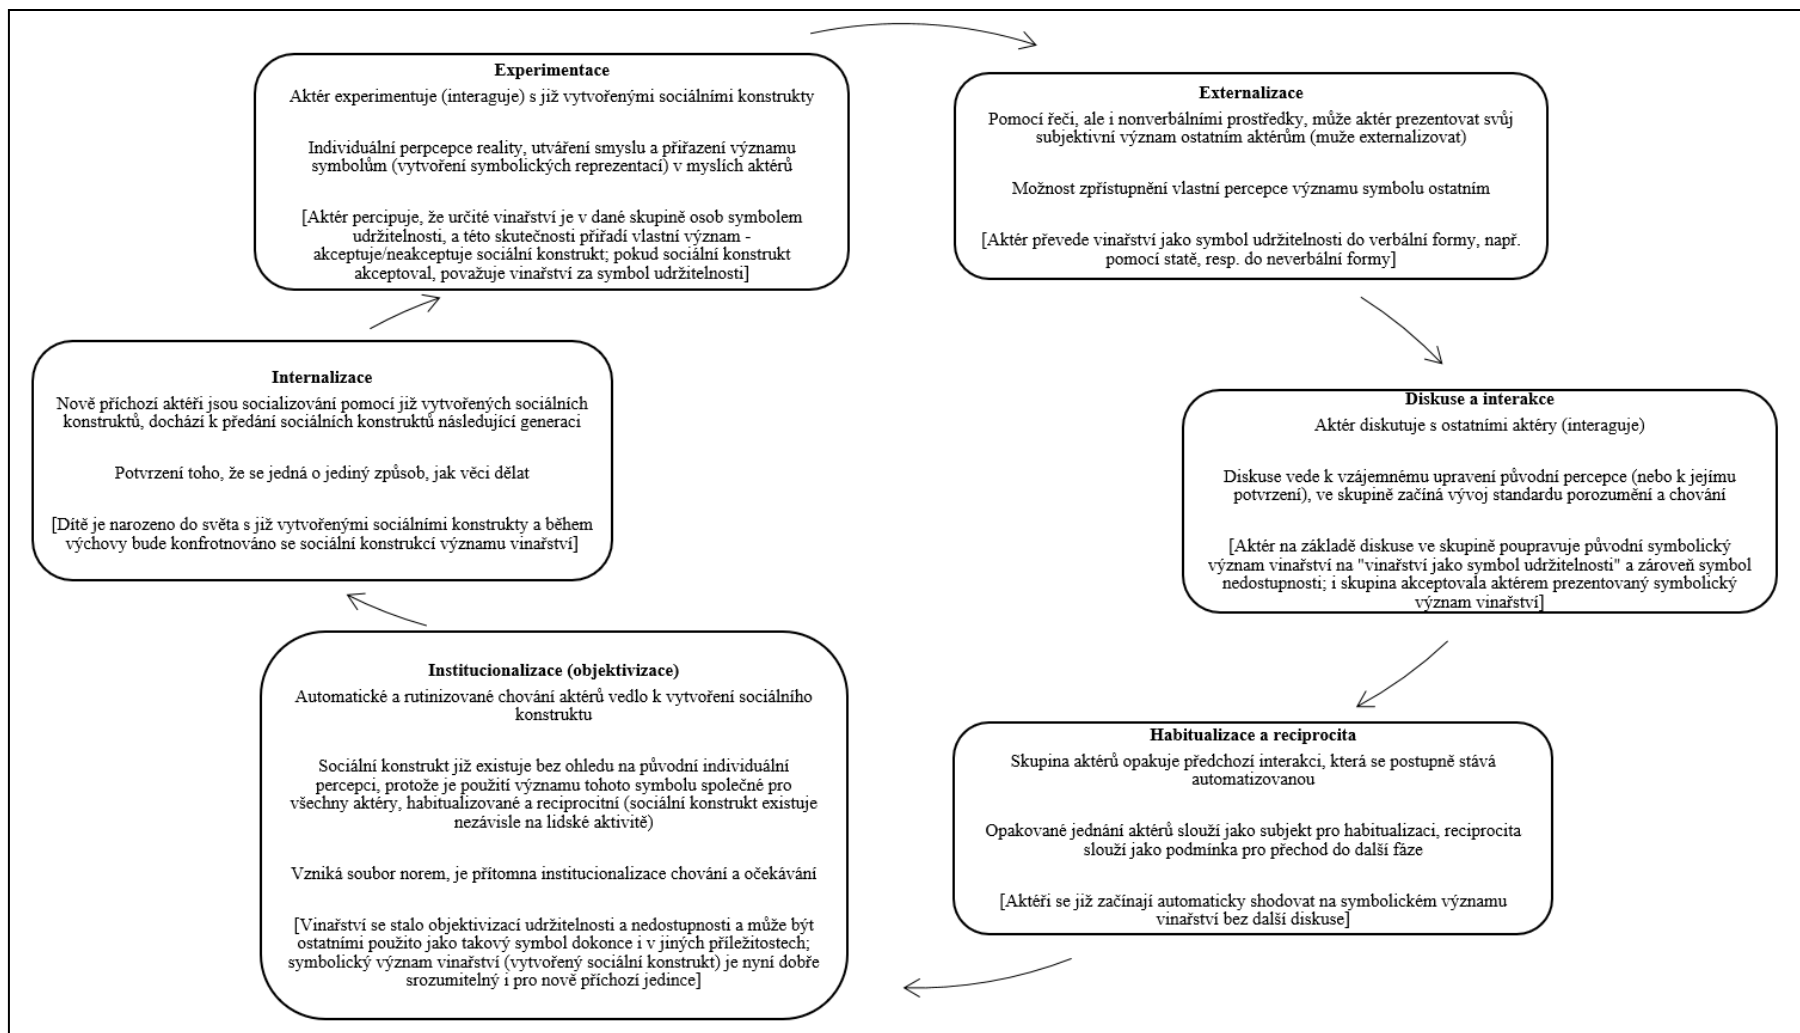 Experimentace
Aktér experimentuje (interaguje) s již vytvořenými sociálními konstrukty
Individuální perpcepce reality, utváření smyslu a přiřazení významu
symbolům (vytvoření symbolických reprezentací) v myslích aktérů
[Aktér percipuje, že určité vinařství je v dané skupině osob symbolem
udržitelnosti, a této skutečnosti přiřadí vlastní význam -
akceptuje/neakceptuje sociální konstrukt; pokud sociální konstrukt
akceptoval, považuje vinařství za symbol udržitelnosti]
Externalizace
Pomocí řeči, ale i nonverbálními prostředky, může aktér prezentovat svůj
subjektivní význam ostatním aktérům (muže externalizovat)
Možnost zpřístupnění vlastní percepce významu symbolu ostatním
[Aktér převede vinařství jako symbol udržitelnosti do verbální formy, např.
pomocí statě, resp. do neverbální formy]
Diskuse a interakce
Aktér diskutuje s ostatními aktéry (interaguje)
Diskuse vede k vzájemnému upravení původní percepce (nebo k jejímu
potvrzení), ve skupině začíná vývoj standardu porozumění a chování
[Aktér na základě diskuse ve skupině poupravuje původní symbolický
význam vinařství na "vinařství jako symbol udržitelnosti" a zároveň symbol
nedostupnosti; i skupina akceptovala aktérem prezentovaný symbolický
význam vinařství]
Habitualizace a reciprocita
Skupina aktérů opakuje předchozí interakci, která se postupně stává
automatizovanou
Opakované jednání aktérů slouží jako subjekt pro habitualizaci, reciprocita
slouží jako podmínka pro přechod do další fáze
[Aktéři se již začínají automaticky shodovat na symbolickém významu
vinařství bez další diskuse]
Institucionalizace (objektivizace)
Automatické a rutinizované chování aktérů vedlo k vytvoření sociálního
konstruktu
Sociální konstrukt již existuje bez ohledu na původní individuální
percepci, protože je použití významu tohoto symbolu společné pro
všechny aktéry, habitualizované a reciprocitní (sociální konstrukt existuje
nezávisle na lidské aktivitě)
Vzniká soubor norem, je přítomna institucionalizace chování a očekávání
[Vinařství se stalo objektivizací udržitelnosti a nedostupnosti a může být
ostatními použito jako takový symbol dokonce i v jiných příležitostech;
symbolický význam vinařství (vytvořený sociální konstrukt) je nyní dobře
srozumitelný i pro nově příchozí jedince]
Internalizace
Nově příchozí aktéři jsou socializování pomocí již vytvořených sociálních
konstruktů, dochází k předání sociálních konstruktů následující generaci
Potvrzení toho, že se jedná o jediný způsob, jak věci dělat
[Dítě je narozeno do světa s již vytvořenými sociálními konstrukty a během
výchovy bude konfrotnováno se sociální konstrukcí významu vinařství]